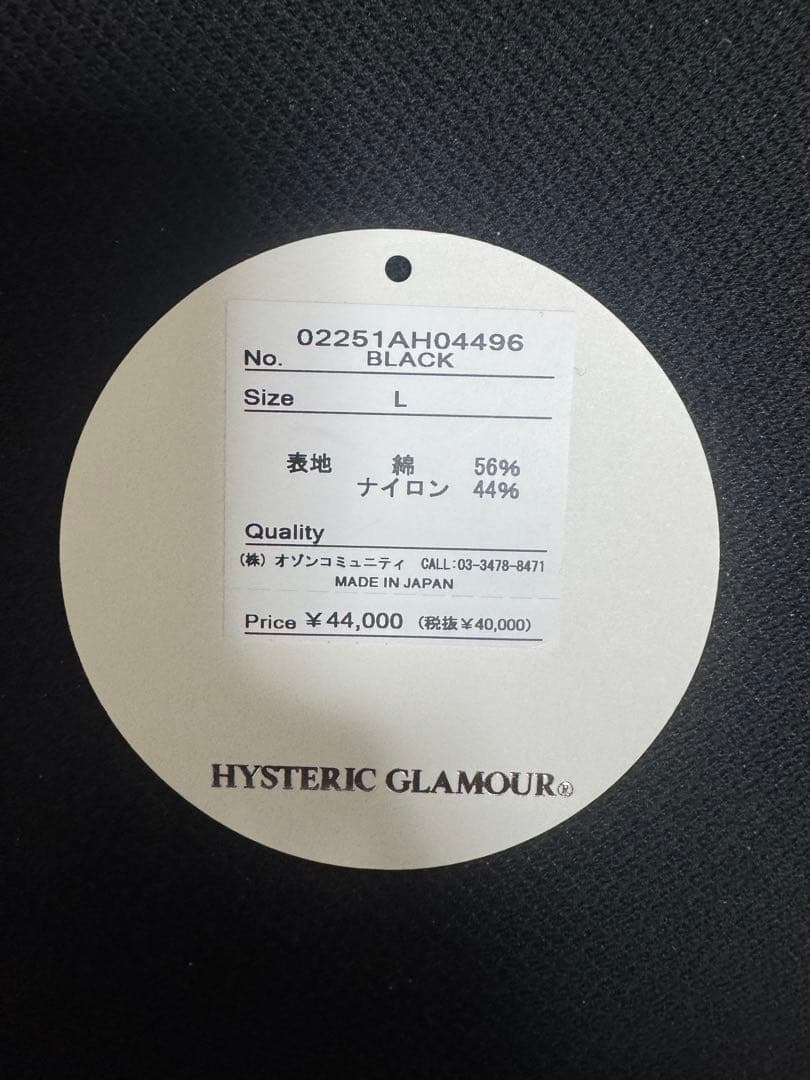 02251AH04496
No. BLACK
Size L
表地 綿 56%
ナイロン 44%
Quality
(株) オゾンコミュニティ CALL:03-3478-8471
MADE IN JAPAN
Price ¥44,000 (税抜¥40,000)
HYSTERIC GLAMOUR®